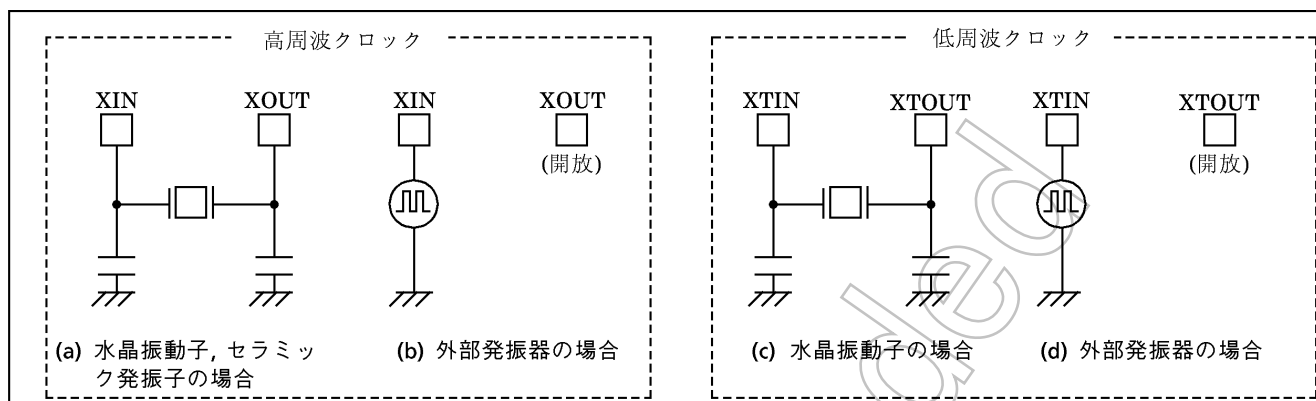 高周波クロック
XIN
XOUT
XIN
XOUT
(開放)
(a) 水晶振動子, セラミッ
ク発振子の場合
(b) 外部発振器の場合
低周波クロック
XTIN
XTOUT
XTIN
XTOUT
(開放)
(c) 水晶振動子の場合
(d) 外部発振器の場合
ded